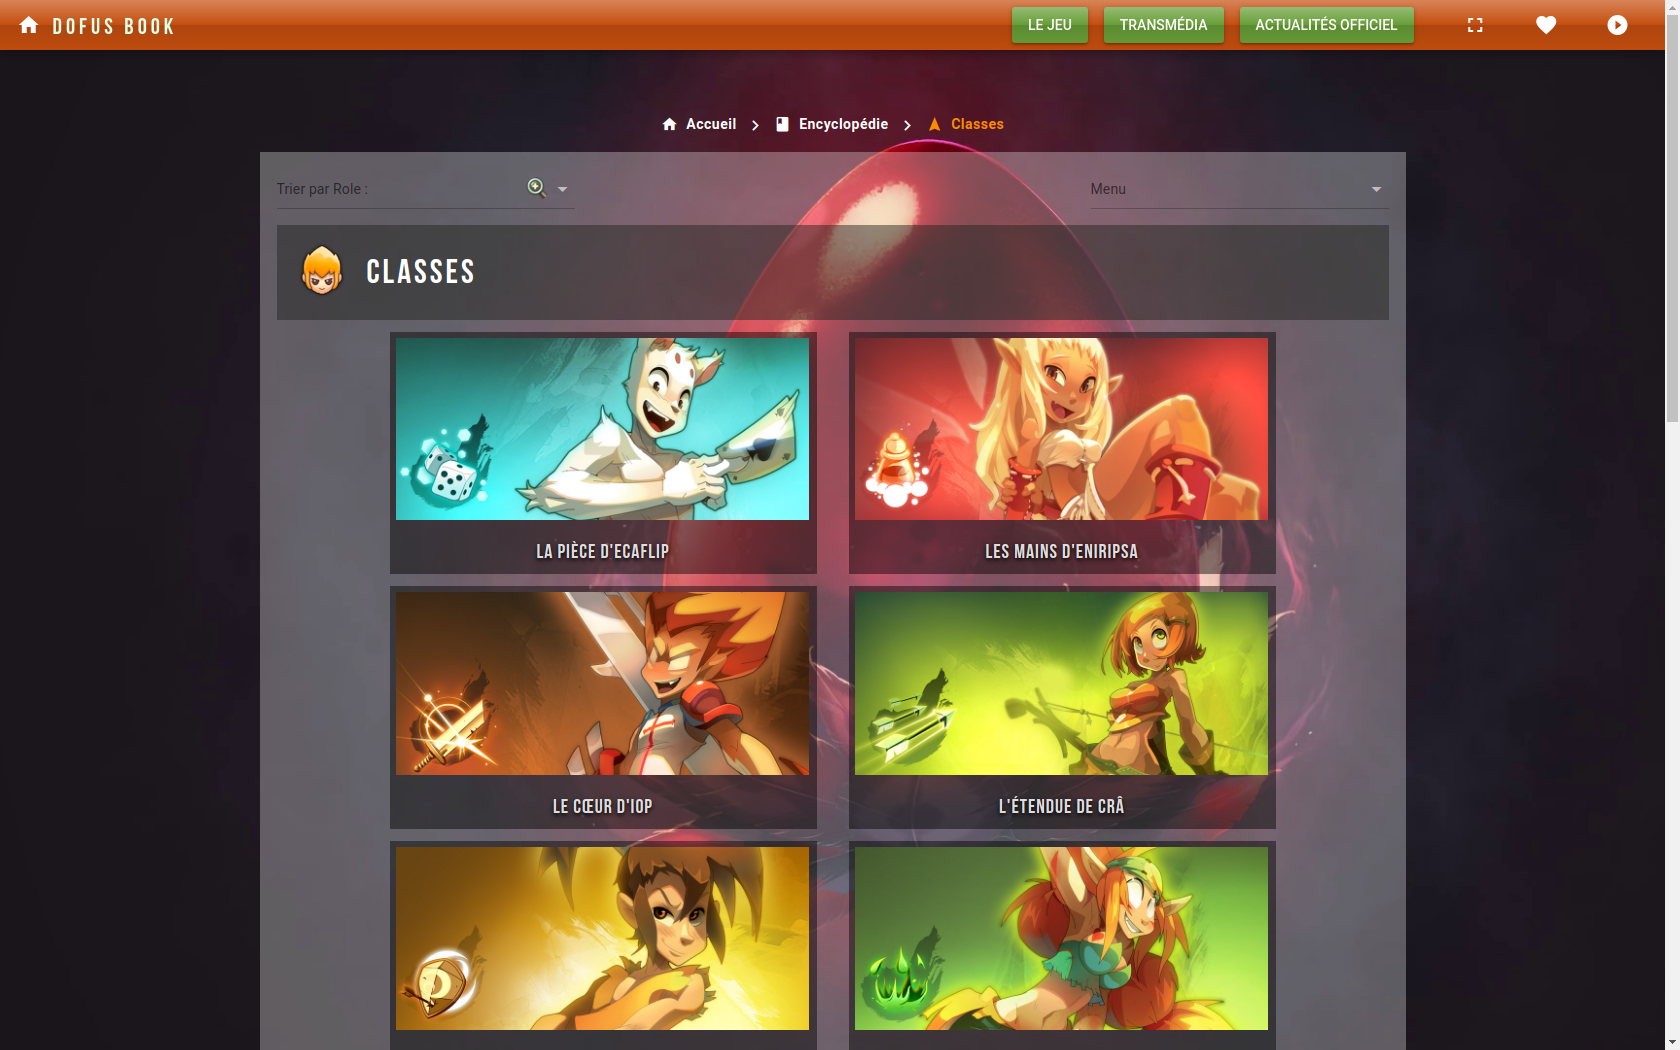 DOFUS BOOK
LE JEU
TRANSMÉDIA
ACTUALITÉS OFFICIEL
Accueil
Encyclopédie
Classes
Trier par Role :
Menu
CLASSES
LA PIÈCE D'ECAFLIP
LES MAINS D'ENIRIPSA
LE CŒUR D'IOP
L'ÉTENDUE DE CRÂ